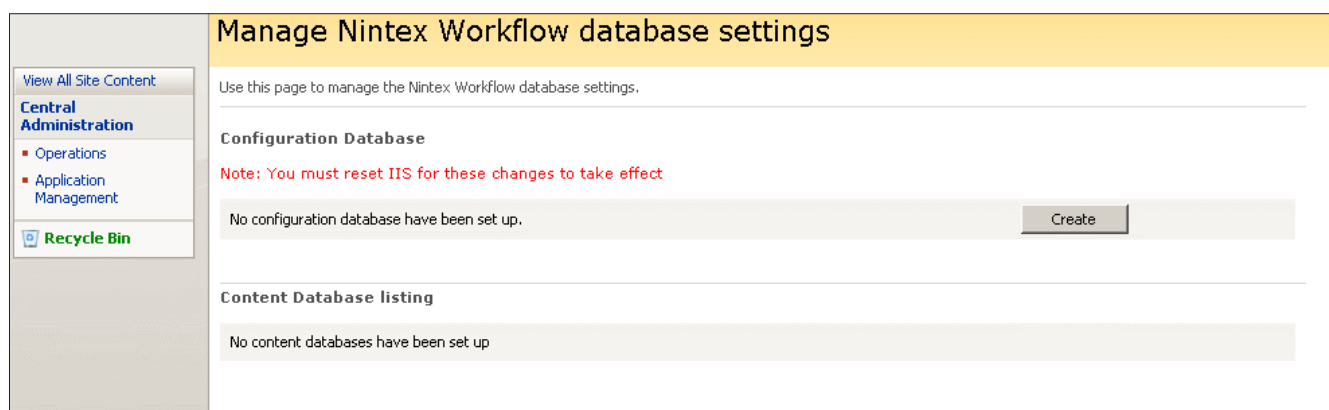 Manage Nintex Workflow database settings
View All Site Content
Central
Administration
Operations
Application
Management
Recycle Bin
Use this page to manage the Nintex Workflow database settings.
Configuration Database
Note: You must reset IIS for these changes to take effect
No configuration database have been set up.
Create
Content Database listing
No content databases have been set up